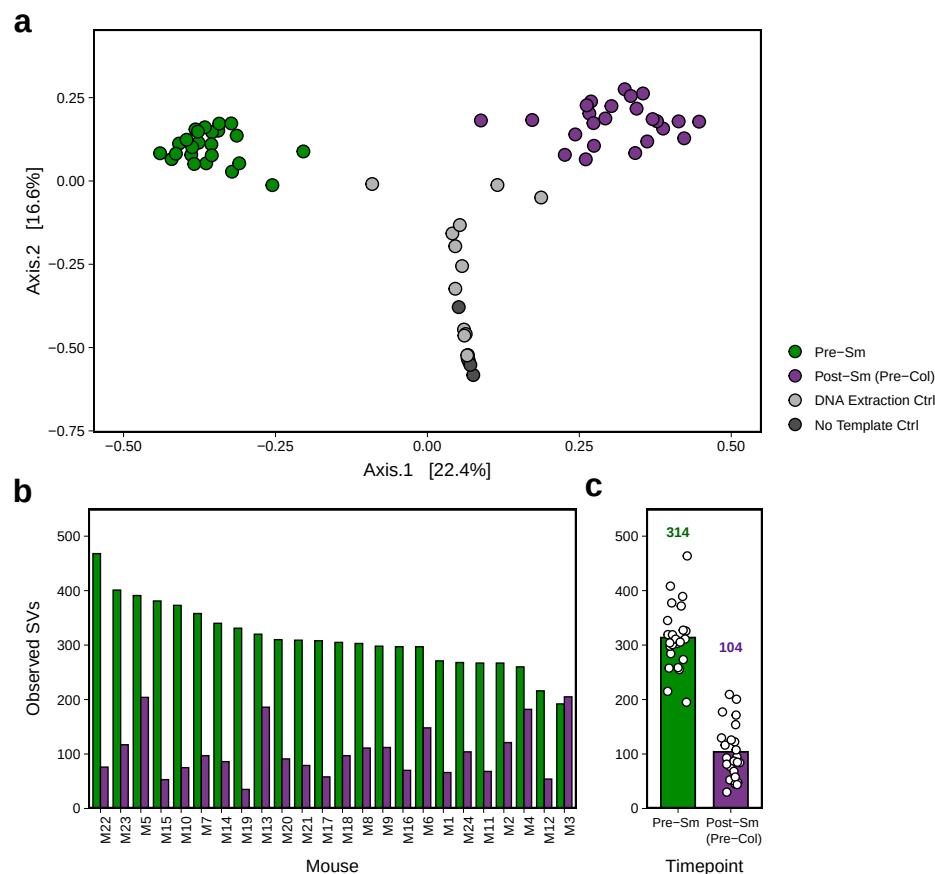 a
0.25
0.00
−0.25
−0.50
−0.75
Axis.2 [16.6%]
−0.50 −0.25 0.00 0.25 0.50
Axis.1 [22.4%]
Pre−Sm
Post−Sm (Pre−Col)
DNA Extraction Ctrl
No Template Ctrl
b
500
400
300
200
100
0
Observed SVs
M22 M23 M5 M15 M10 M7 M14 M19 M13 M20 M21 M17 M18 M8 M9 M16 M6 M1 M24 M11 M2 M4 M12 M3
Mouse
c
500
400
300
200
100
0
314
104
Pre−Sm Post−Sm
(Pre−Col)
Timepoint